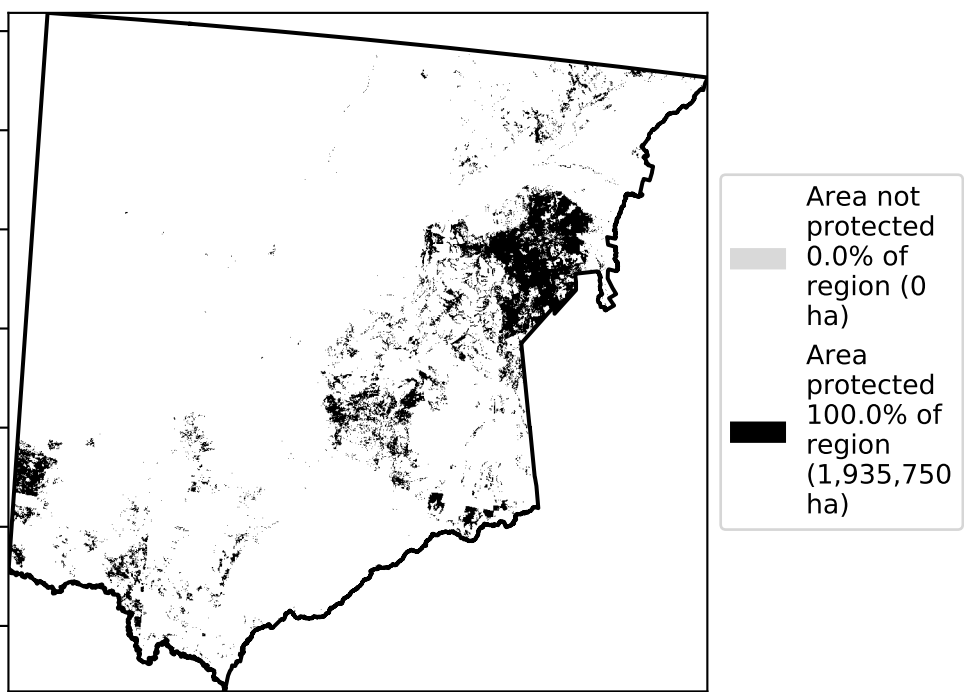 Area not
protected
0.0% of
region (0
ha)
Area
protected
100.0% of
region
(1,935,750
ha)